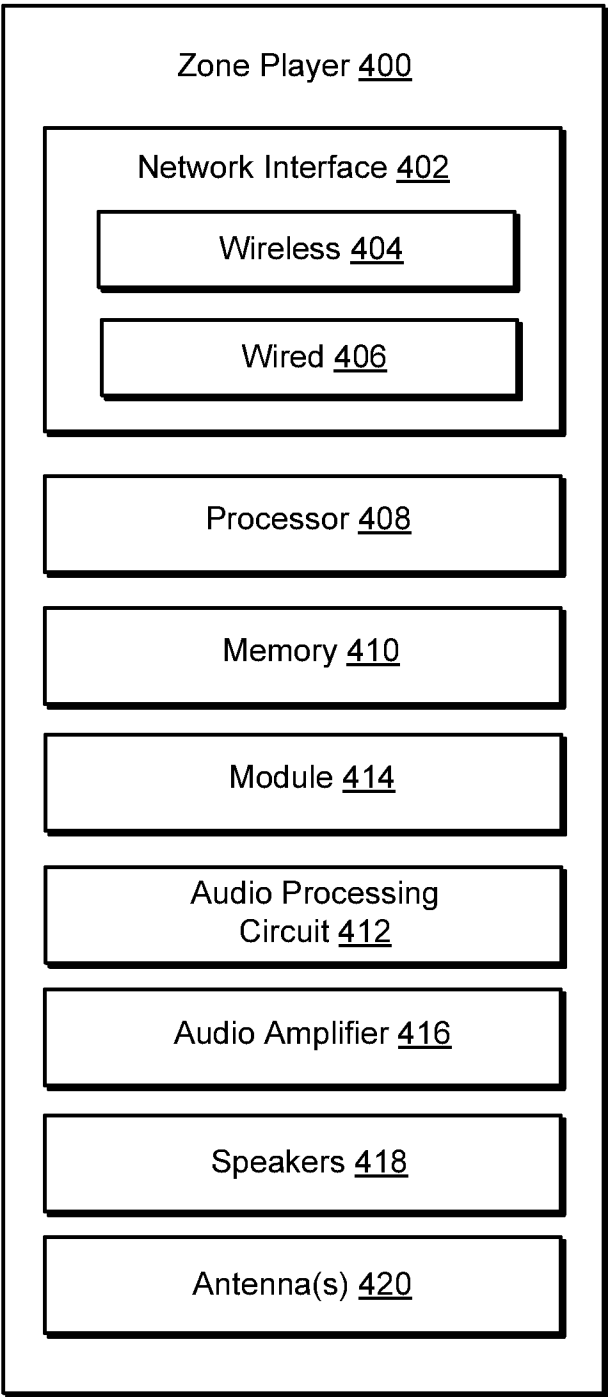 Zone Player 400
Network Interface 402
Wireless 404
Wired 406
Processor 408
Memory 410
Module 414
Audio Processing
Circuit 412
Audio Amplifier 416
Speakers 418
Antenna(s) 420